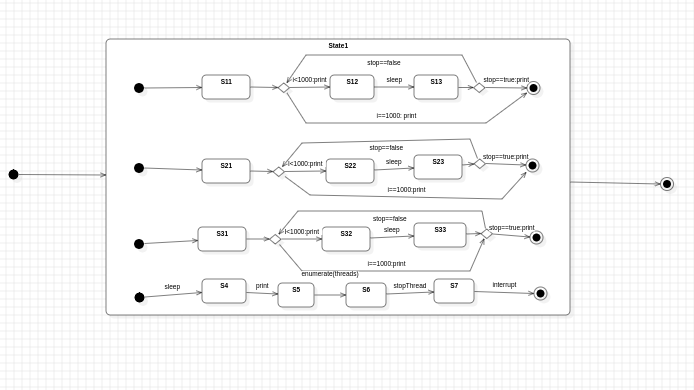 State1
stop==false
S11
i<1000:print
S12
sleep
S13
stop==true:print
i==1000: print
stop==false
S21
i<1000:print
S22
sleep
S23
stop==true:print
i==1000:print
stop==false
S31
i<1000:print
S32
sleep
S33
stop==true:print
i==1000:print
enumerate(threads)
sleep
S4
print
S5
S6
stopThread
S7
interrupt